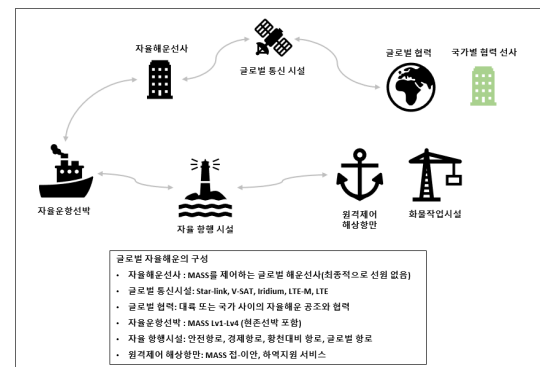 자율해운선사
글로벌 통신 시설
글로벌 협력
국가별 협력 선사
자율운항선박
자율 항행 시설
원격제어
해상항만
화물작업시설
글로벌 자율해운의 구성
• 자율해운선사 : MASS를 제어하는 글로벌 해운선사(최종적으로 선원 없음)
• 글로벌 통신시설: Star-link, V-SAT, Iridium, LTE-M, LTE
• 글로벌 협력: 대륙 또는 국가 사이의 자율해운 공조와 협력
• 자율운항선박 : MASS Lv1-Lv4 (현존선박 포함)
• 자율 항행시설: 안전항로, 경제항로, 황천대비 항로, 글로벌 항로
• 원격제어 해상항만: MASS 접·이안, 하역지원 서비스